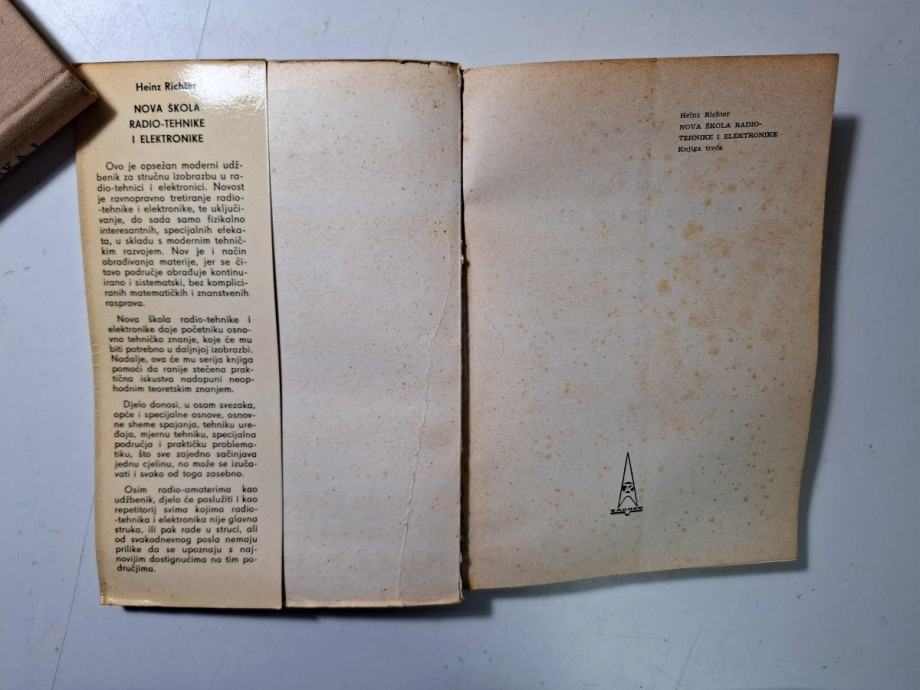 Heinz Richter
NOVA ŠKOLA
RADIO-TEHNIKE
I ELEKTRONIKE
Ovo je opsežan moderni udž-
benik za stručnu izobrazbu u ra-
dio-tehnici i elektronici. Novost
je ravnopravno tretiranje radio-
-tehnike i elektronike, te uključi-
vanje, do sada samo fizikalno
interesantnih, specijalnih efeka-
ta, u skladu s modernim tehnič-
kim razvojem. Nov je i način
obrađivanja materije, jer se či-
tavo područje obrađuje kontinu-
irano i sistematski, bez komplici-
ranih matematičkih i znanstvenih
rasprava.
Nova škola radio-tehnike i
elektronike daje početniku osno-
vno tehničko znanje, koje će mu
biti potrebno u daljnjoj izobrazbi.
Nadalje, ova će mu serija knjiga
pomoći da ranije stečena prak-
tična iskustva nadopuni neop-
hodnim teoretskim znanjem.
Djelo donosi, u osam svezaka,
opće i specijalne osnove, osnov-
ne sheme spajanja, tehniku ure-
đaja, mjernu tehniku, specijalna
područja i praktičku problema-
tiku, što sve zajedno sačinjava
jednu cjelinu, no može se izuča-
vati i svako od toga zasebno.
Osim radio-amaterima kao
udžbenik, djelo će poslužiti i kao
repetitorij svima kojima radio-
-tehnika i elektronika nije glavna
struka, ili pak rade u struci, ali
od svakodnevnog posla nemaju
prilike da se upoznaju s naj-
novijim dostignućima na tim po-
dručjima.
Heinz Richter
NOVA ŠKOLA RADIO-
TEHNIKE I ELEKTRONIKE
Knjiga treća